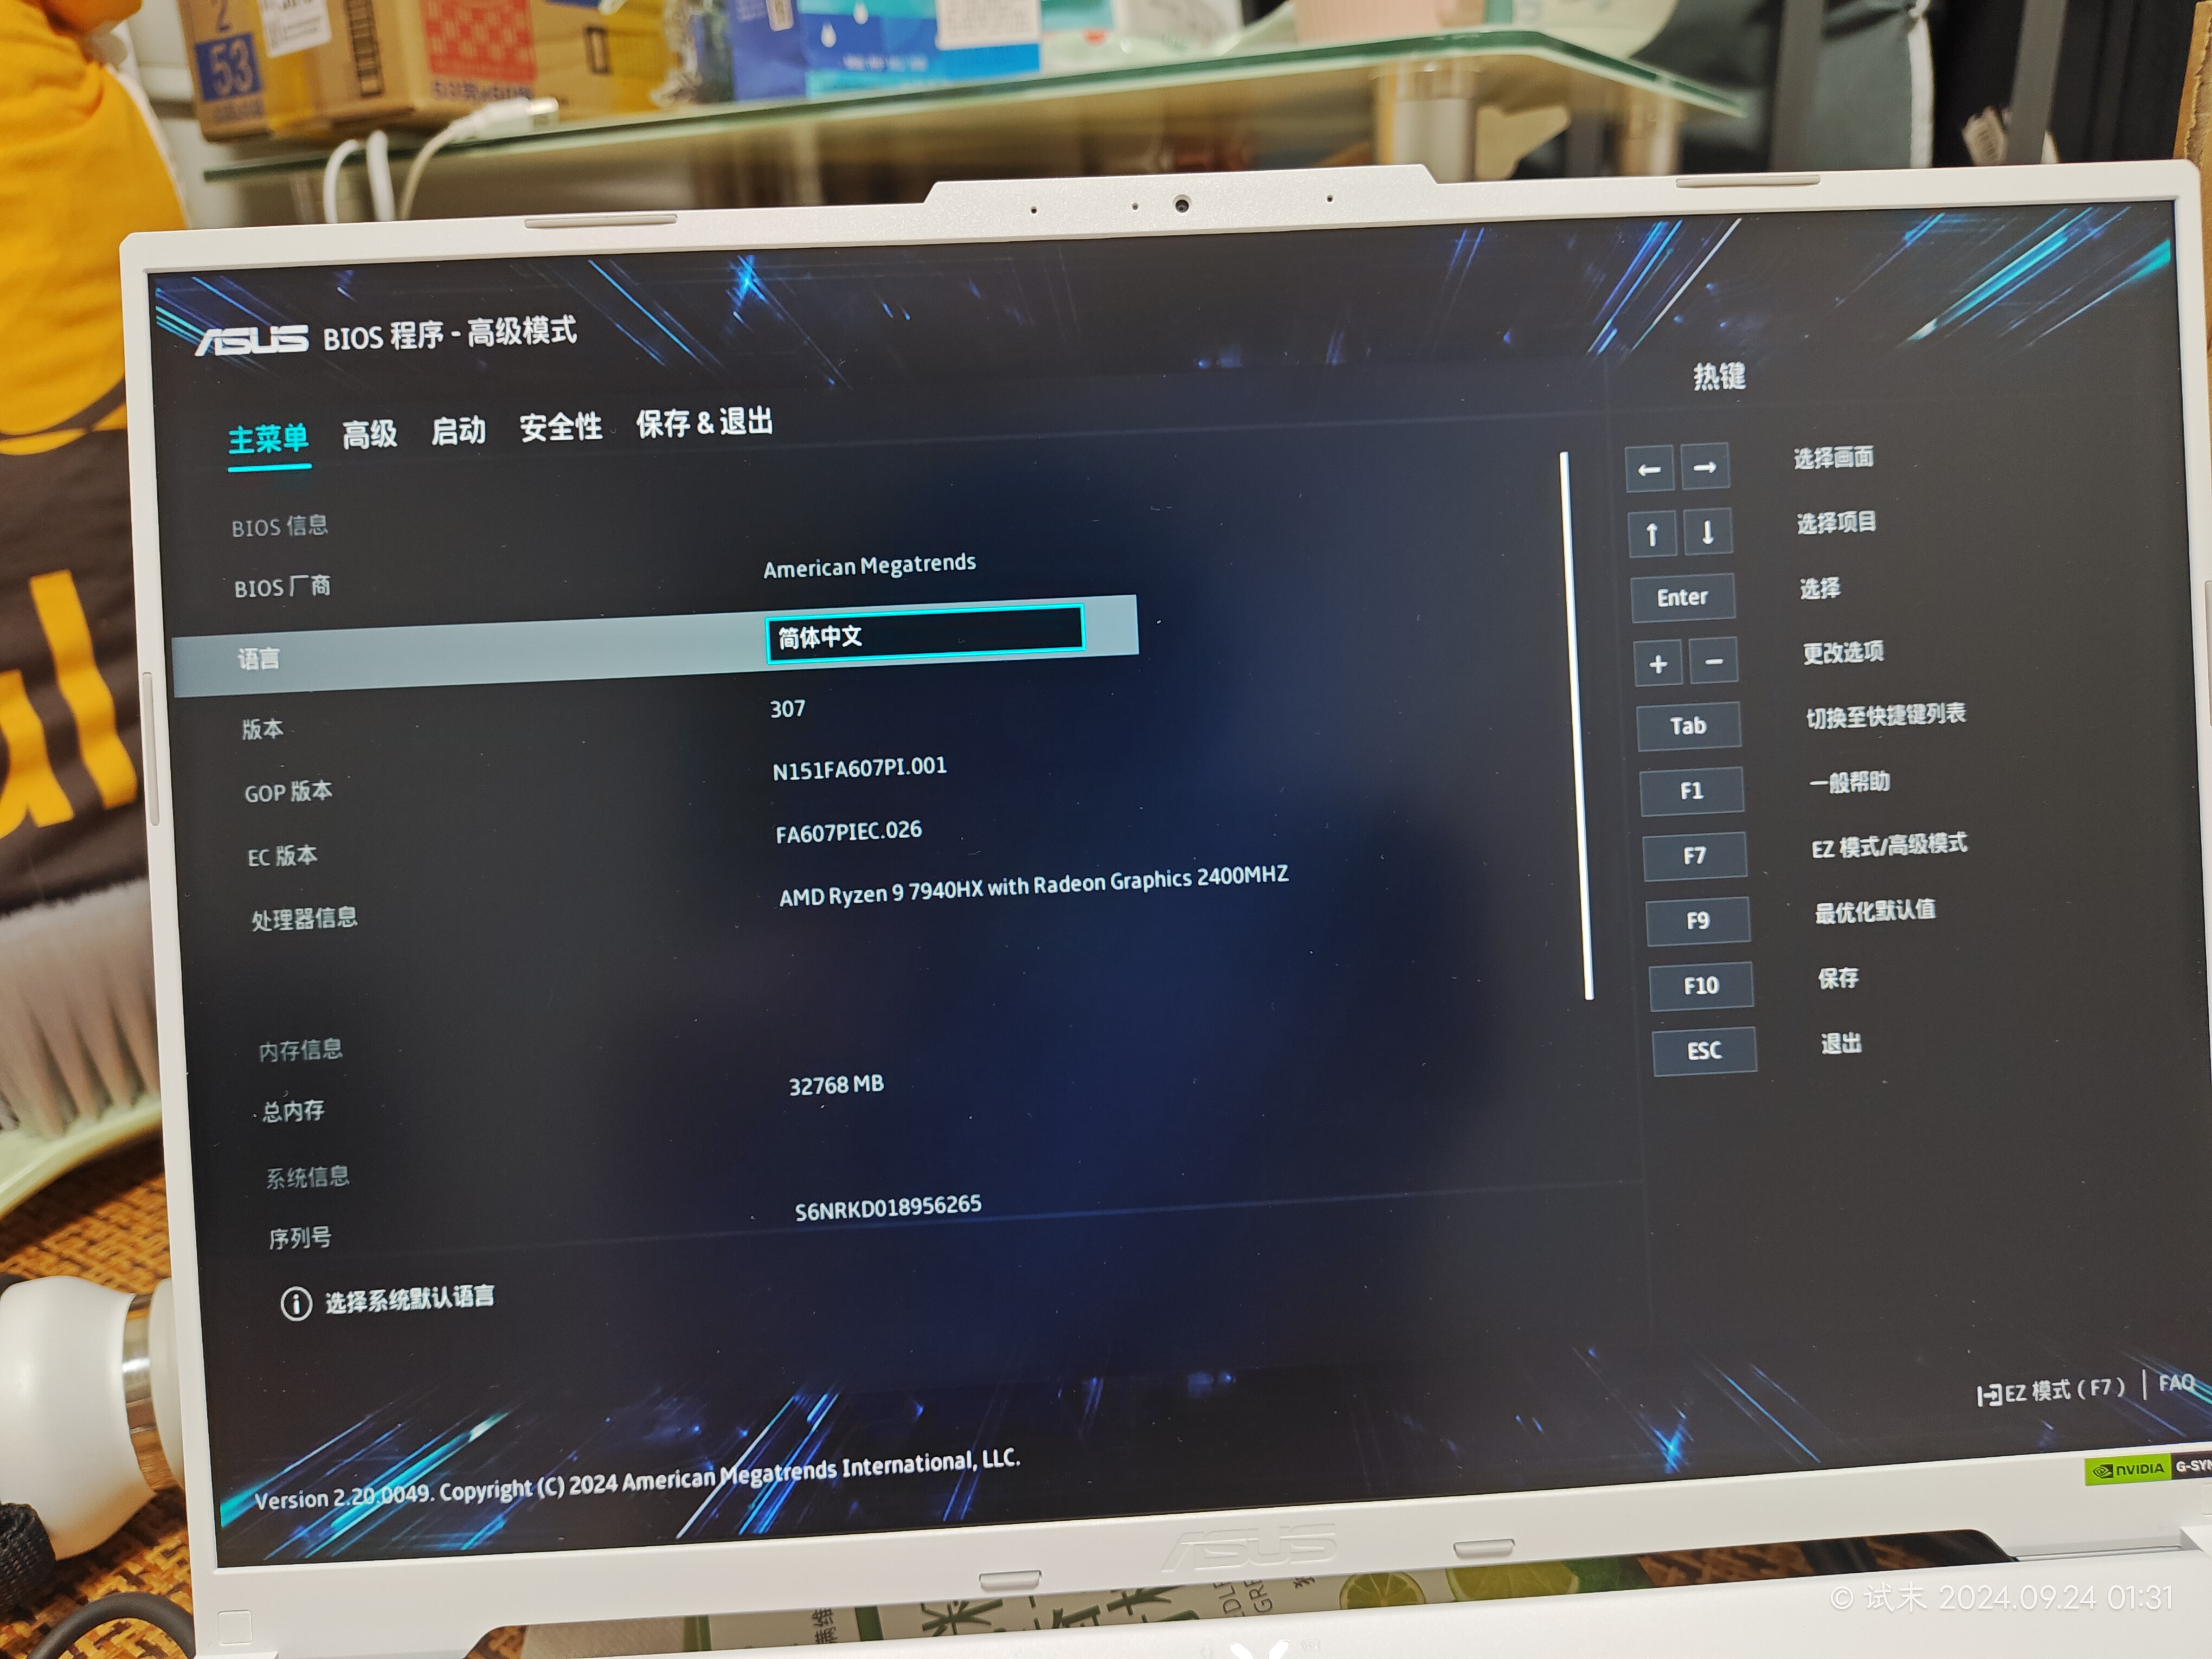 2
53
ASUS BIOS 程序 - 高级模式
主菜单 高级 启动 安全性 保存 & 退出
BIOS 信息
BIOS 厂商 American Megatrends
语言 简体中文
版本 307
GOP 版本 N151FA607PI.001
EC 版本 FA607PIEC.026
处理器信息 AMD Ryzen 9 7940HX with Radeon Graphics 2400MHZ
内存信息
总内存 32768 MB
系统信息
序列号 S6NRKD018956265
选择系统默认语言
热键
← → 选择画面
↑ ↓ 选择项目
Enter 选择
+ − 更改选项
Tab 切换至快捷键列表
F1 一般帮助
F7 EZ 模式/高级模式
F9 最优化默认值
F10 保存
ESC 退出
EZ 模式 (F7) | FAQ
Version 2.20.0049. Copyright (C) 2024 American Megatrends International, LLC.
NVIDIA G-SYN
ASUS
© 试末 2024.09.24 01:31